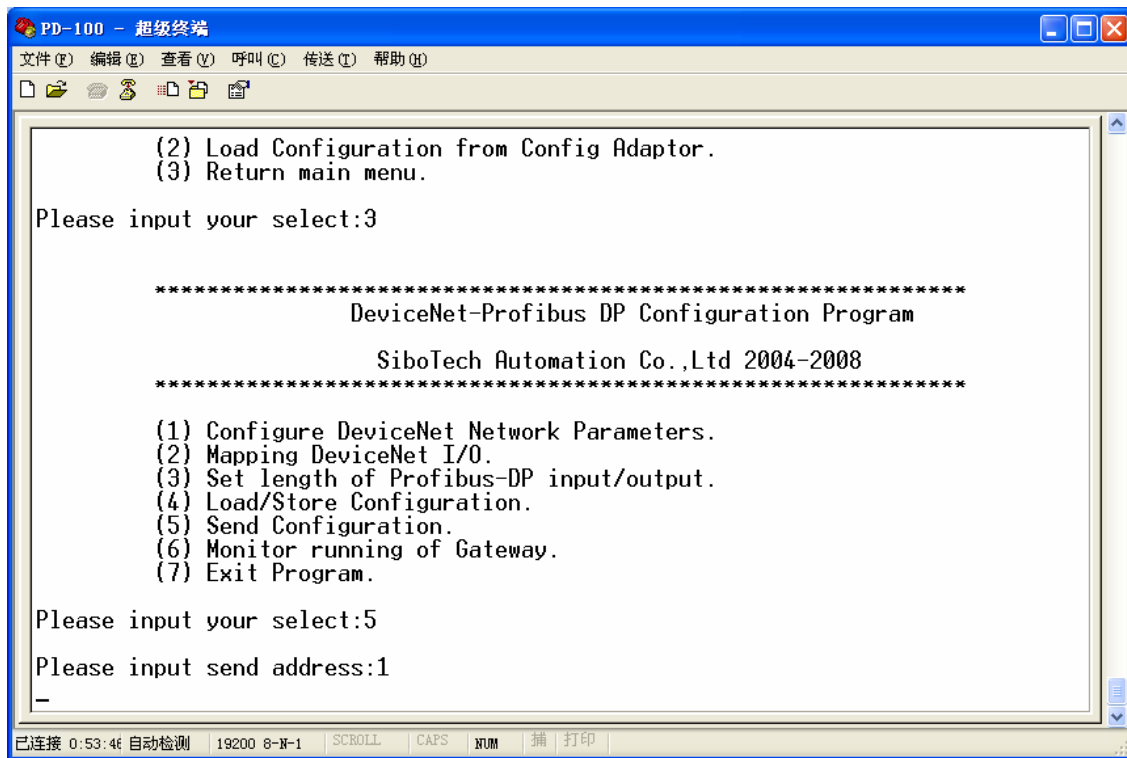 PD-100 - 超级终端
文件(F) 编辑(E) 查看(V) 呼叫(C) 传送(T) 帮助(H)
(2) Load Configuration from Config Adaptor.
(3) Return main menu.
Please input your select:3
**************************************************************
DeviceNet-Profibus DP Configuration Program
SiboTech Automation Co.,Ltd 2004-2008
**************************************************************
(1) Configure DeviceNet Network Parameters.
(2) Mapping DeviceNet I/O.
(3) Set length of Profibus-DP input/output.
(4) Load/Store Configuration.
(5) Send Configuration.
(6) Monitor running of Gateway.
(7) Exit Program.
Please input your select:5
Please input send address:1
_
已连接 0:53:46 自动检测 19200 8-N-1 SCROLL CAPS NUM 捕 打印